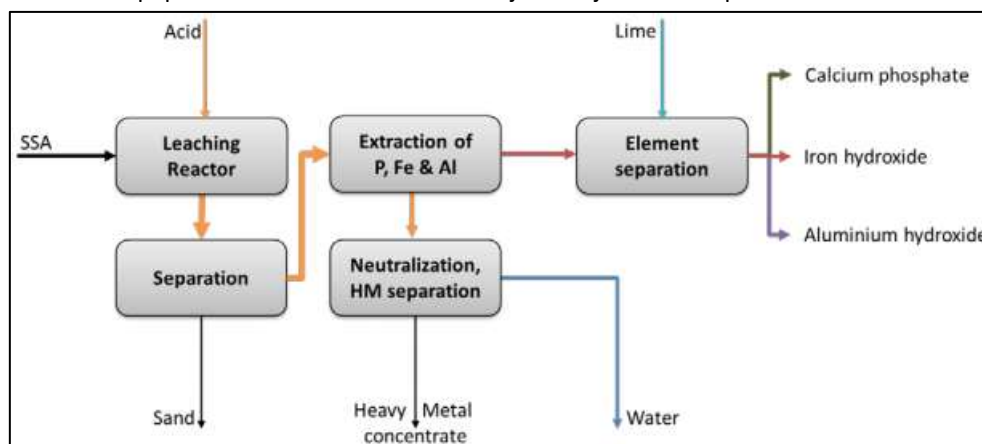 Acid
Lime
Calcium phosphate
SSA
Leaching
Reactor
Extraction of
P, Fe & Al
Element
separation
Iron hydroxide
Aluminium hydroxide
Separation
Neutralization,
HM separation
Sand
Heavy Metal
concentrate
Water